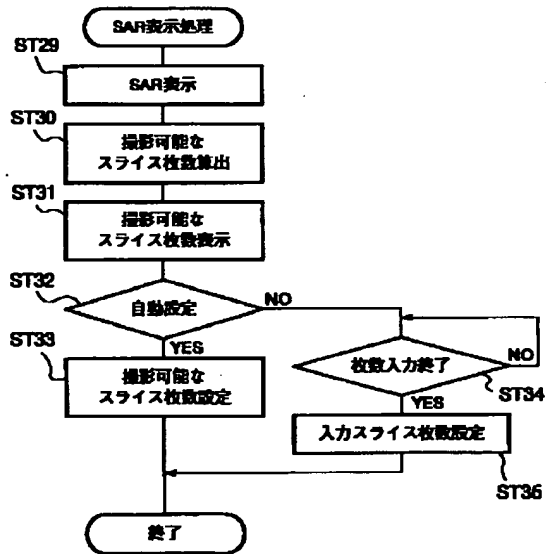 SAR表示処理
ST29
SAR表示
ST30
撮影可能な
スライス枚数算出
ST31
撮影可能な
スライス枚数表示
ST32
自動設定
NO
YES
ST33
撮影可能な
スライス枚数設定
枚数入力終了
NO
ST34
YES
入力スライス枚数設定
ST35
終了